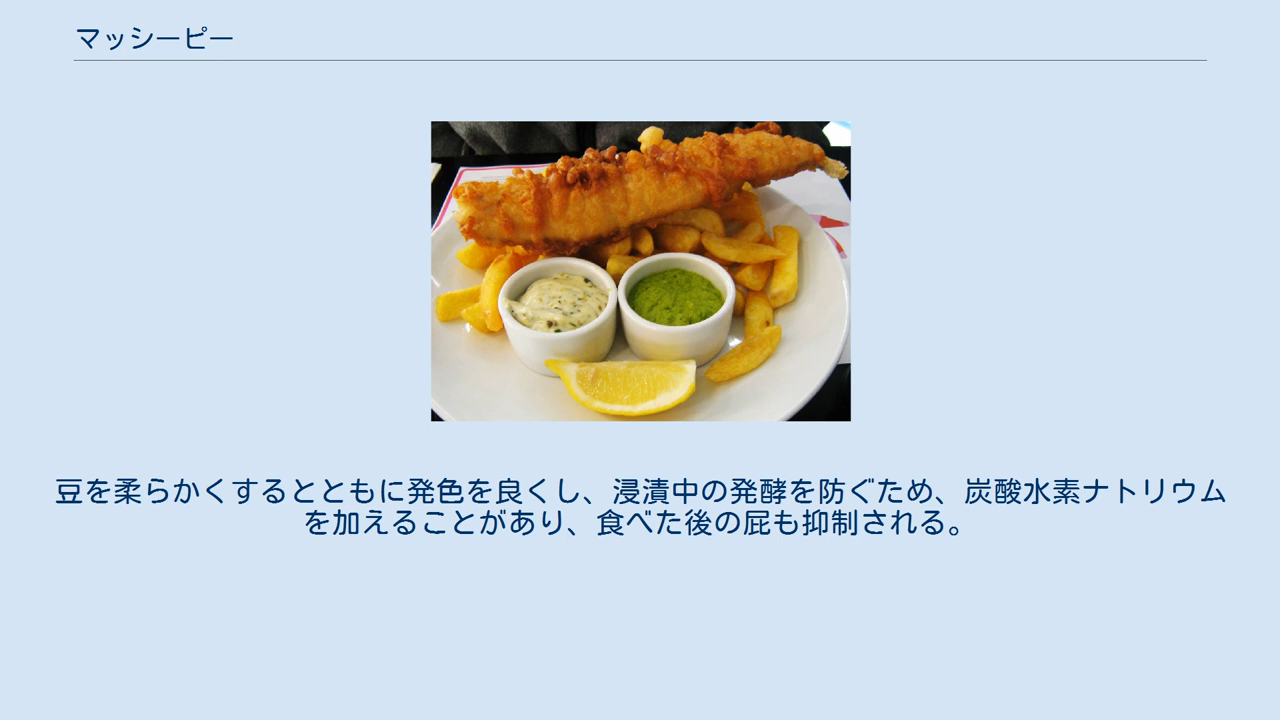 マッシーピー
豆を柔らかくするとともに発色を良くし、浸漬中の発酵を防ぐため、炭酸水素ナトリウム
を加えることがあり、食べた後の屁も抑制される。